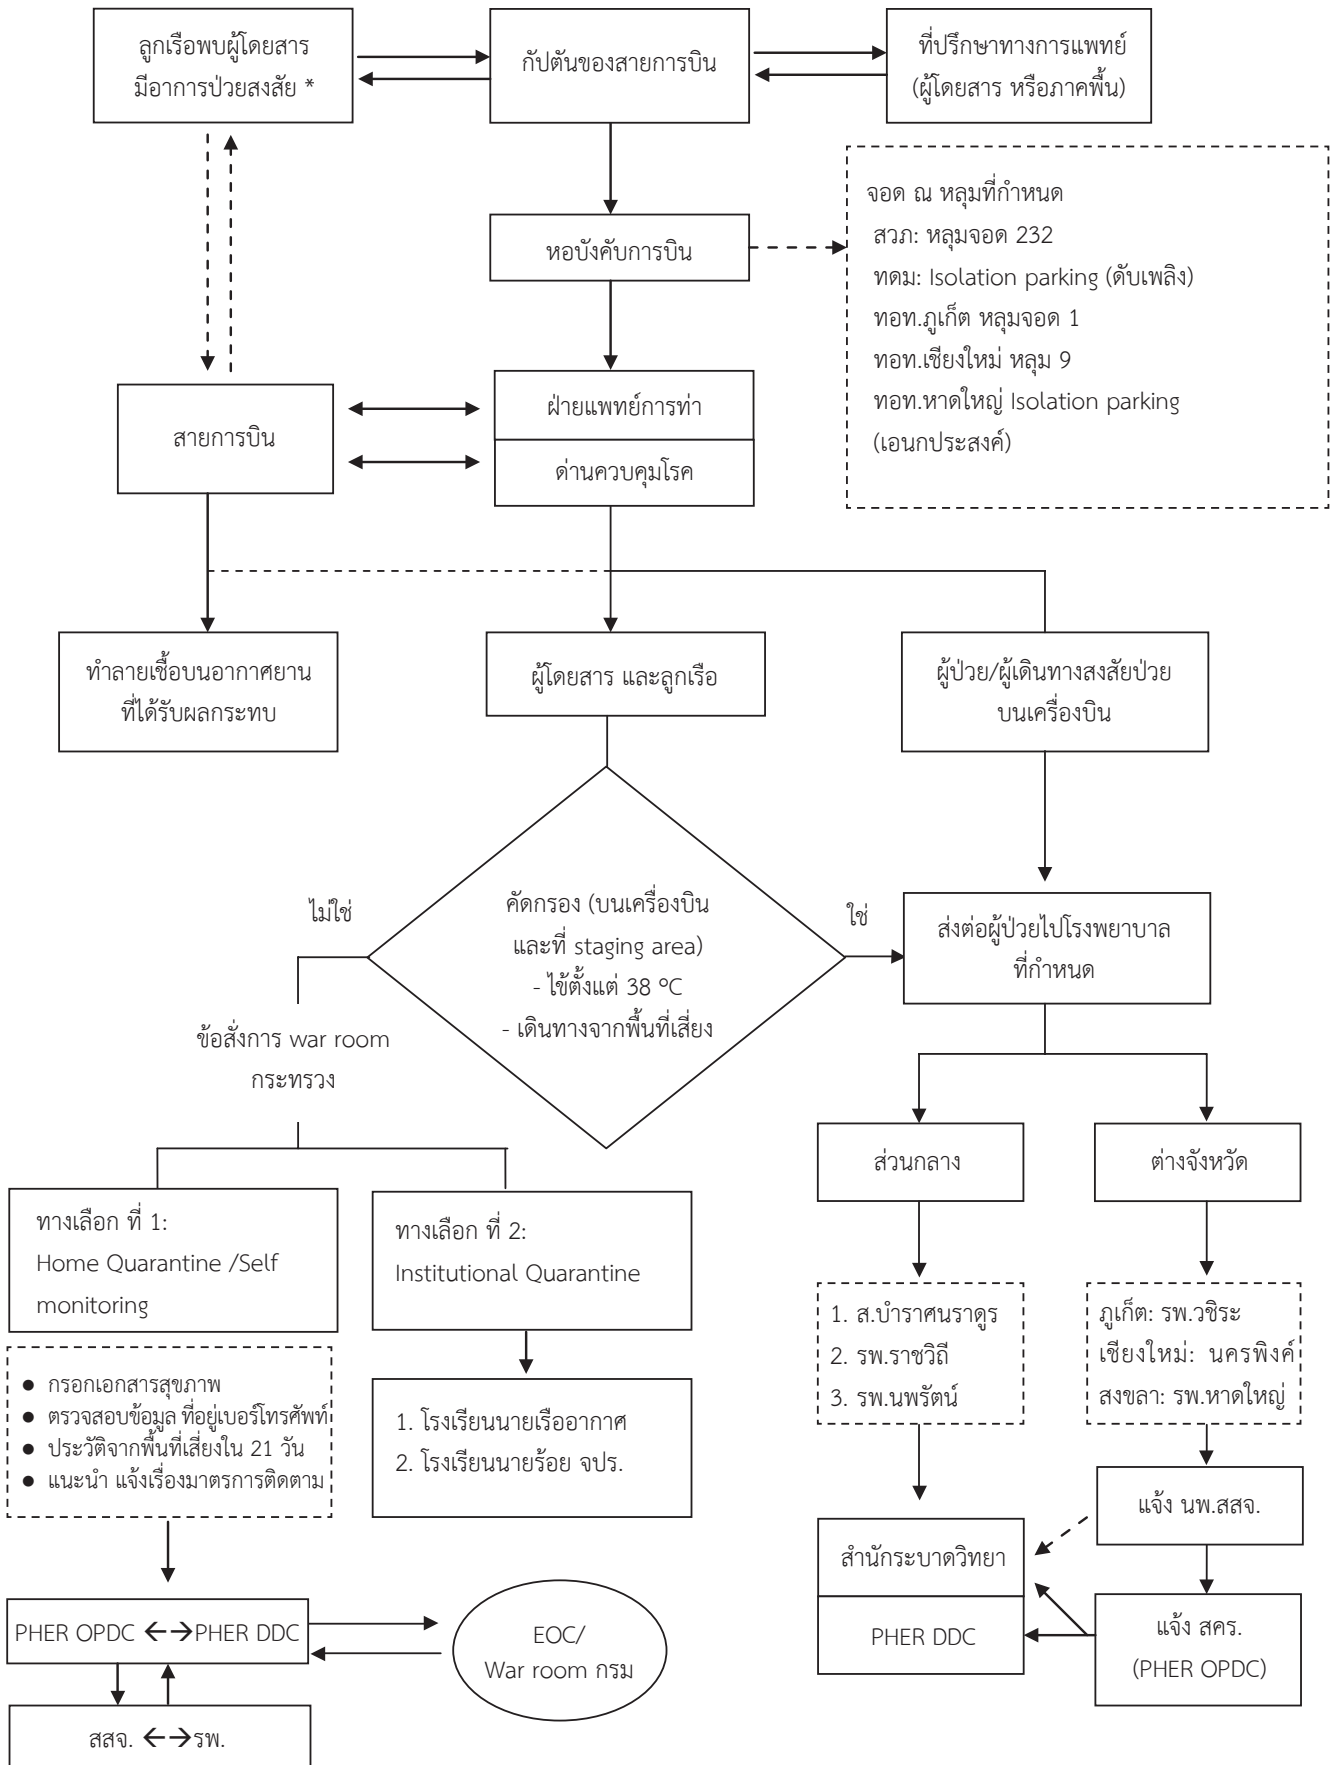 ลูกเรือพบผู้โดยสาร
มีอาการป่วยสงสัย *
กัปตันของสายการบิน
ที่ปรึกษาทางการแพทย์
(ผู้โดยสาร หรือภาคพื้น)
จอด ณ หลุมที่กำหนด
สวภ: หลุมจอด 232
ทดม: Isolation parking (ดับเพลิง)
ทอท.ภูเก็ต หลุมจอด 1
ทอท.เชียงใหม่ หลุม 9
ทอท.หาดใหญ่ Isolation parking
(เอนกประสงค์)
หอบังคับการบิน
สายการบิน
ฝ่ายแพทย์การท่า
ด่านควบคุมโรค
ทำลายเชื้อบนอากาศยาน
ที่ได้รับผลกระทบ
ผู้โดยสาร และลูกเรือ
ผู้ป่วย/ผู้เดินทางสงสัยป่วย
บนเครื่องบิน
คัดกรอง (บนเครื่องบิน
และที่ staging area)
- ไข้ตั้งแต่ 38 ºC
- เดินทางจากพื้นที่เสี่ยง
ไม่ใช่
ใช่
ส่งต่อผู้ป่วยไปโรงพยาบาล
ที่กำหนด
ข้อสั่งการ war room
กระทรวง
ทางเลือก ที่ 1:
Home Quarantine /Self
monitoring
ทางเลือก ที่ 2:
Institutional Quarantine
ส่วนกลาง
ต่างจังหวัด
● กรอกเอกสารสุขภาพ
● ตรวจสอบข้อมูล ที่อยู่เบอร์โทรศัพท์
● ประวัติจากพื้นที่เสี่ยงใน 21 วัน
● แนะนำ แจ้งเรื่องมาตรการติดตาม
1. โรงเรียนนายเรืออากาศ
2. โรงเรียนนายร้อย จปร.
1. ส.บำราศนราดูร
2. รพ.ราชวิถี
3. รพ.นพรัตน์
ภูเก็ต: รพ.วชิระ
เชียงใหม่: นครพิงค์
สงขลา: รพ.หาดใหญ่
แจ้ง นพ.สสจ.
สำนักระบาดวิทยา
PHER DDC
แจ้ง สคร.
(PHER OPDC)
PHER OPDC ←→PHER DDC
EOC/
War room กรม
สสจ. ←→รพ.